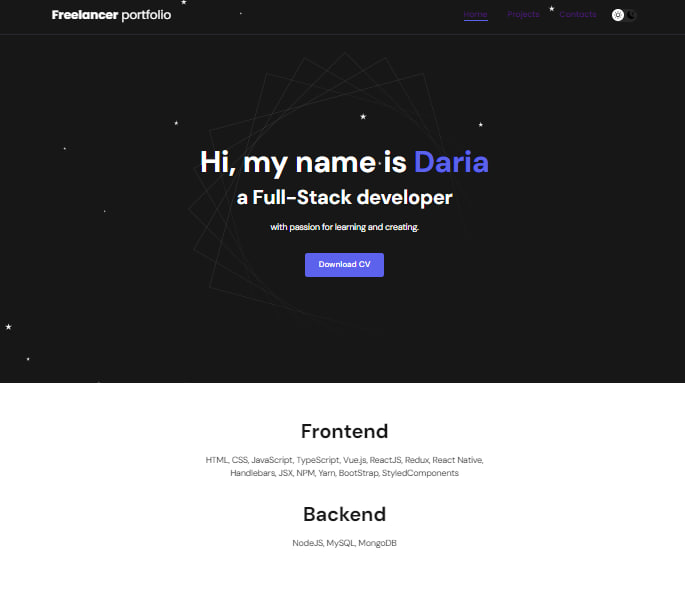 Freelancer portfolio
Home Projects Contacts
Hi, my name is Daria
a Full-Stack developer
with passion for learning and creating.
Download CV
Frontend
HTML, CSS, JavaScript, TypeScript, Vue.js, ReactJS, Redux, React Native,
Handlebars, JSX, NPM, Yarn, BootStrap, StyledComponents
Backend
NodeJS, MySQL, MongoDB